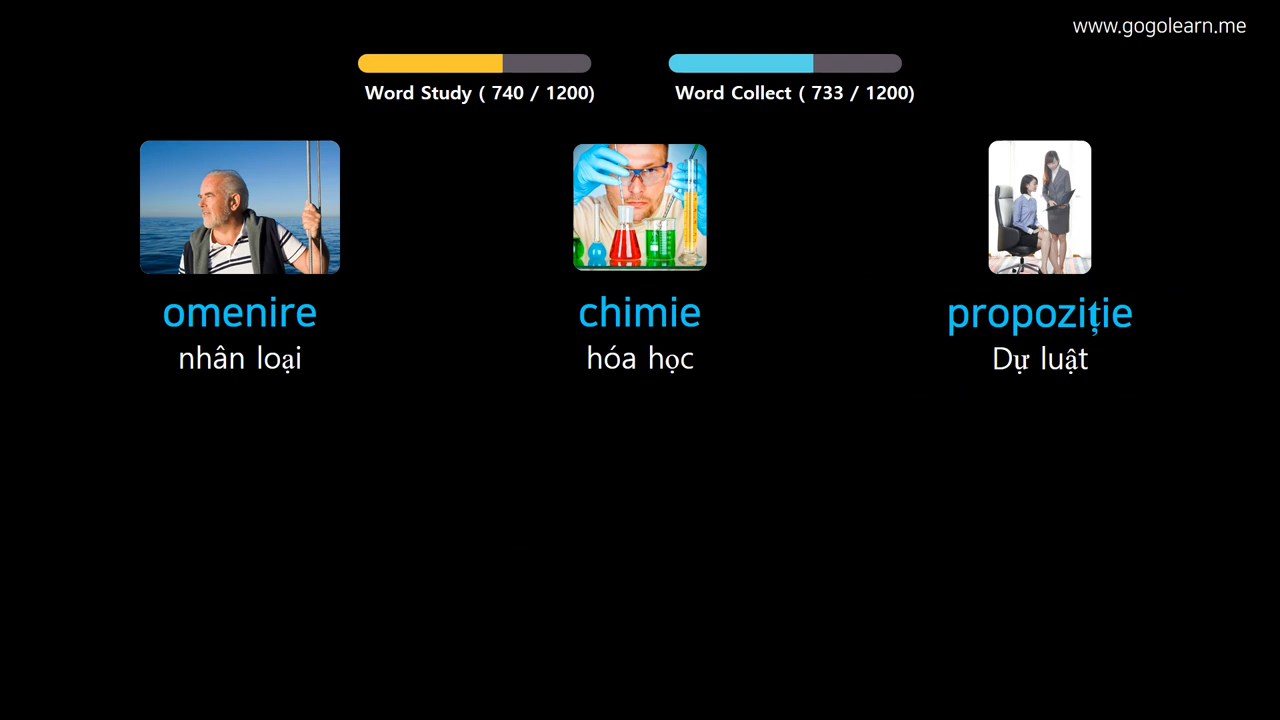 www.gogolearn.me
Word Study ( 740 / 1200)
Word Collect ( 733 / 1200)
omenire
chimie
propoziție
nhân loại
hóa học
Dự luật